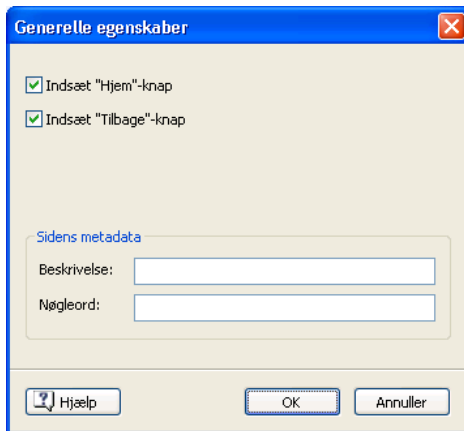 Generelle egenskaber
Indsæt "Hjem"-knap
Indsæt "Tilbage"-knap
Sidens metadata
Beskrivelse:
Nøgleord:
Hjælp OK Annuller